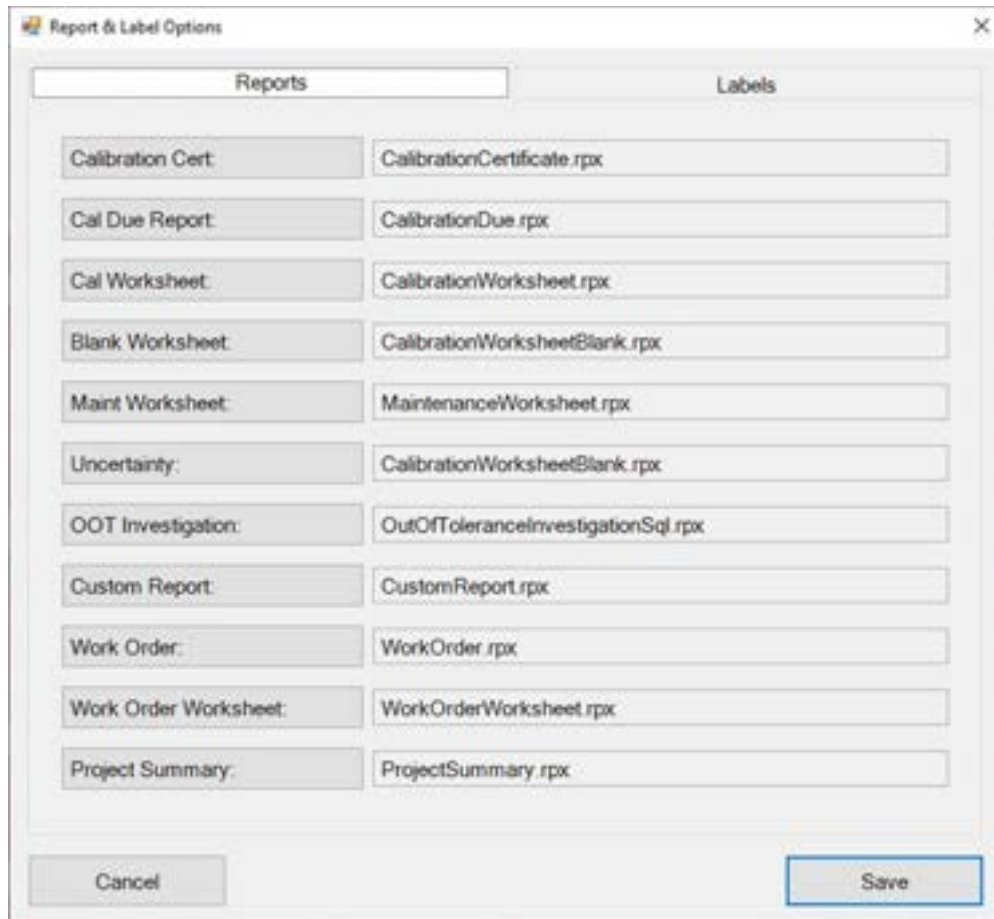 Report & Label Options
Reports Labels
Calibration Cert: CalibrationCertificate.rpx
Cal Due Report: CalibrationDue.rpx
Cal Worksheet: CalibrationWorksheet.rpx
Blank Worksheet: CalibrationWorksheetBlank.rpx
Maint Worksheet: MaintenanceWorksheet.rpx
Uncertainty: CalibrationWorksheetBlank.rpx
OOT Investigation: OutOfToleranceInvestigationSql.rpx
Custom Report: CustomReport.rpx
Work Order: WorkOrder.rpx
Work Order Worksheet: WorkOrderWorksheet.rpx
Project Summary: ProjectSummary.rpx
Cancel Save